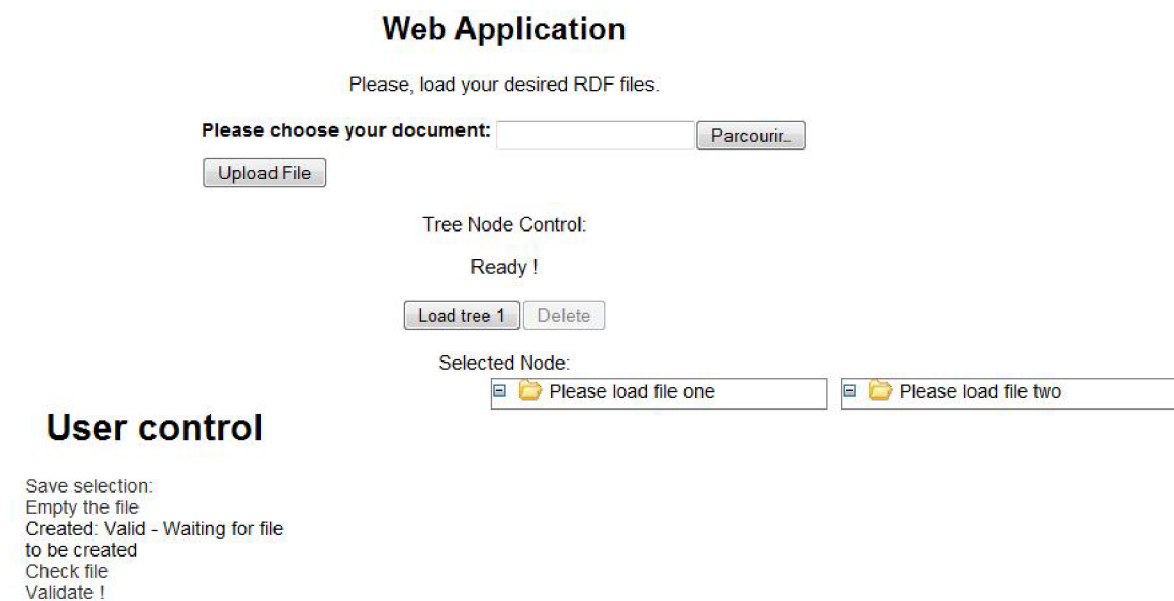 Web Application
Please, load your desired RDF files.
Please choose your document: Parcourir...
Upload File
Tree Node Control:
Ready !
Load tree 1 Delete
Selected Node:
Please load file one Please load file two
User control
Save selection:
Empty the file
Created: Valid - Waiting for file
to be created
Check file
Validate !